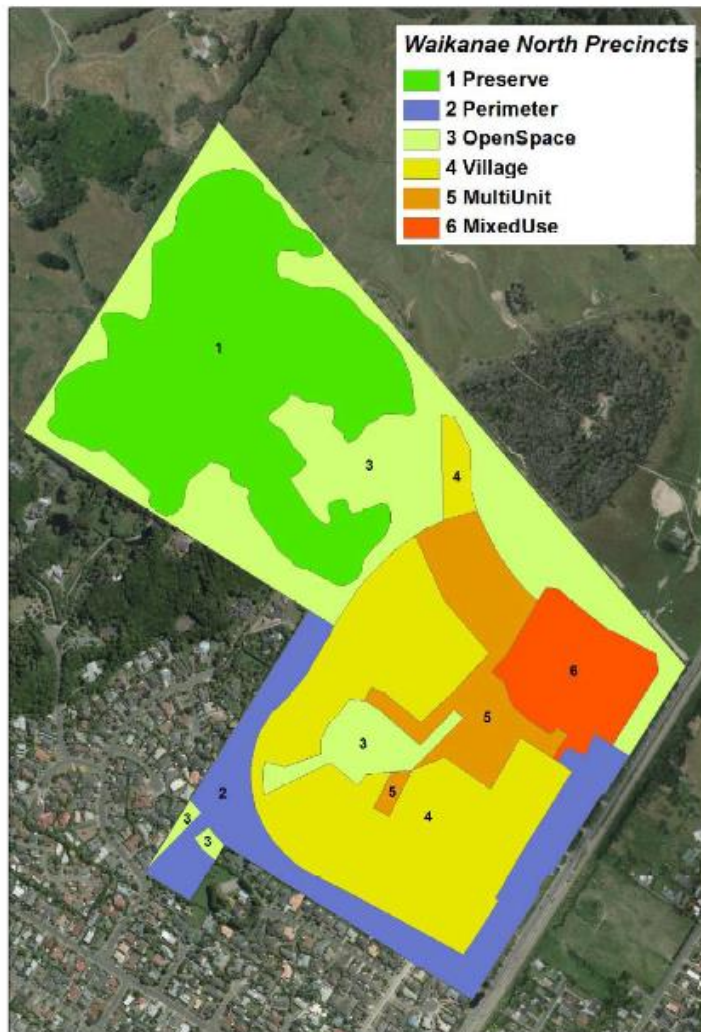 Waikanae North Precincts
1 Preserve
2 Perimeter
3 OpenSpace
4 Village
5 MultiUnit
6 MixedUse
1
3
4
6
5
3
5
4
2
3
3